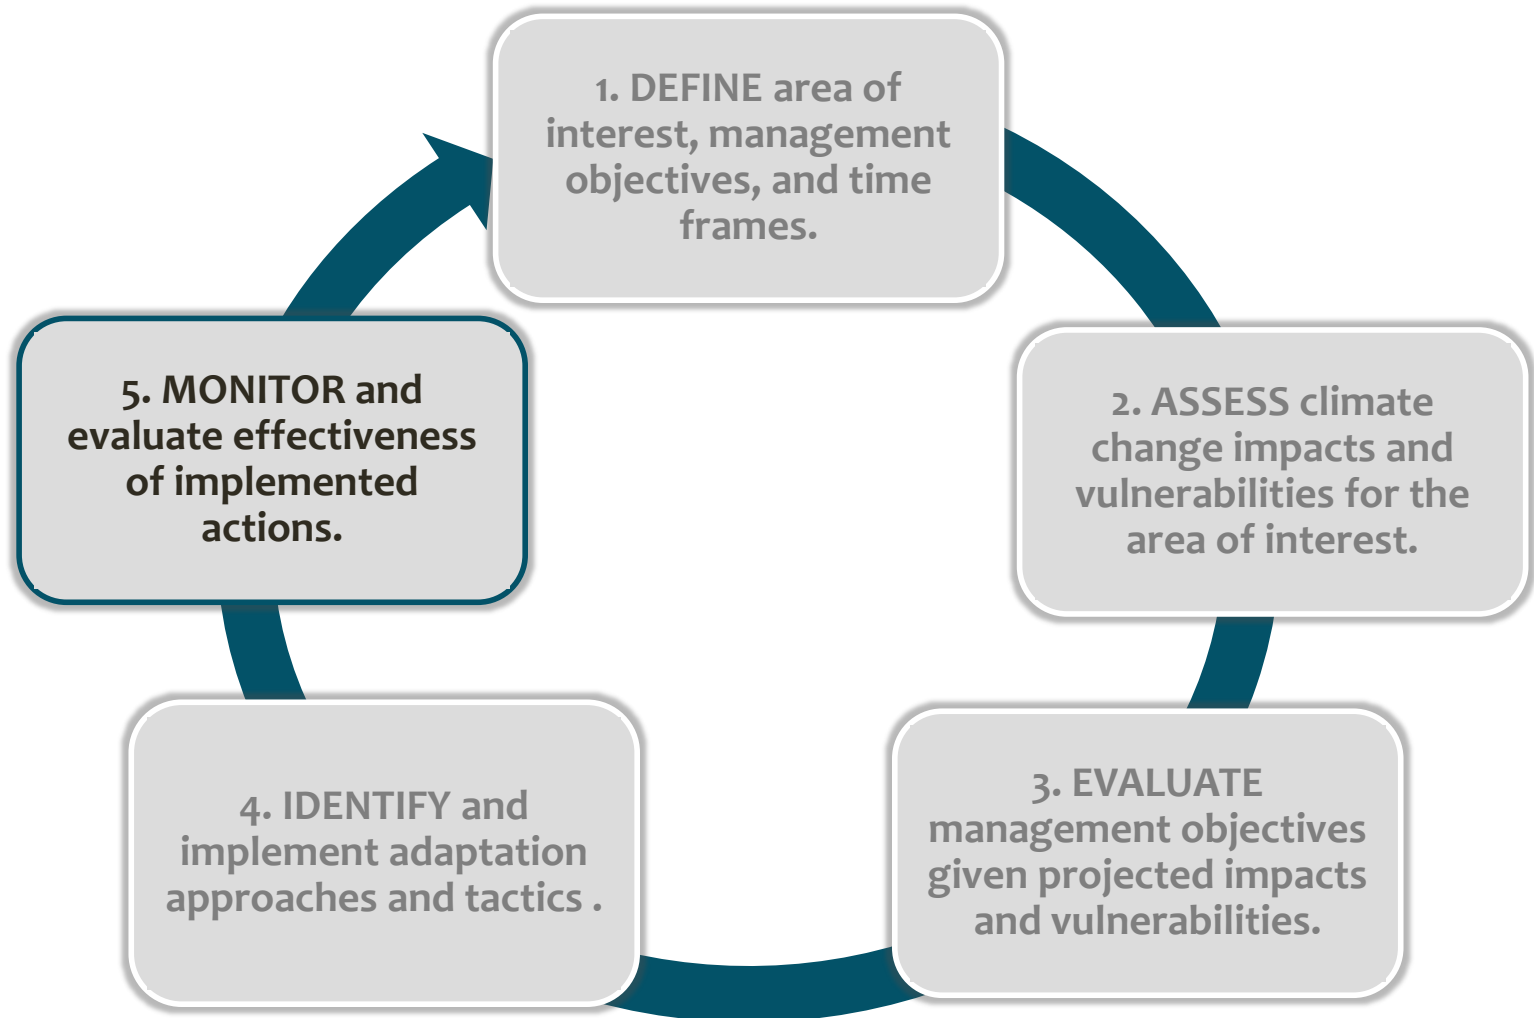 1. DEFINE area of
interest, management
objectives, and time
frames.
2. ASSESS climate
change impacts and
vulnerabilities for the
area of interest.
3. EVALUATE
management objectives
given projected impacts
and vulnerabilities.
4. IDENTIFY and
implement adaptation
approaches and tactics .
5. MONITOR and
evaluate effectiveness
of implemented
actions.